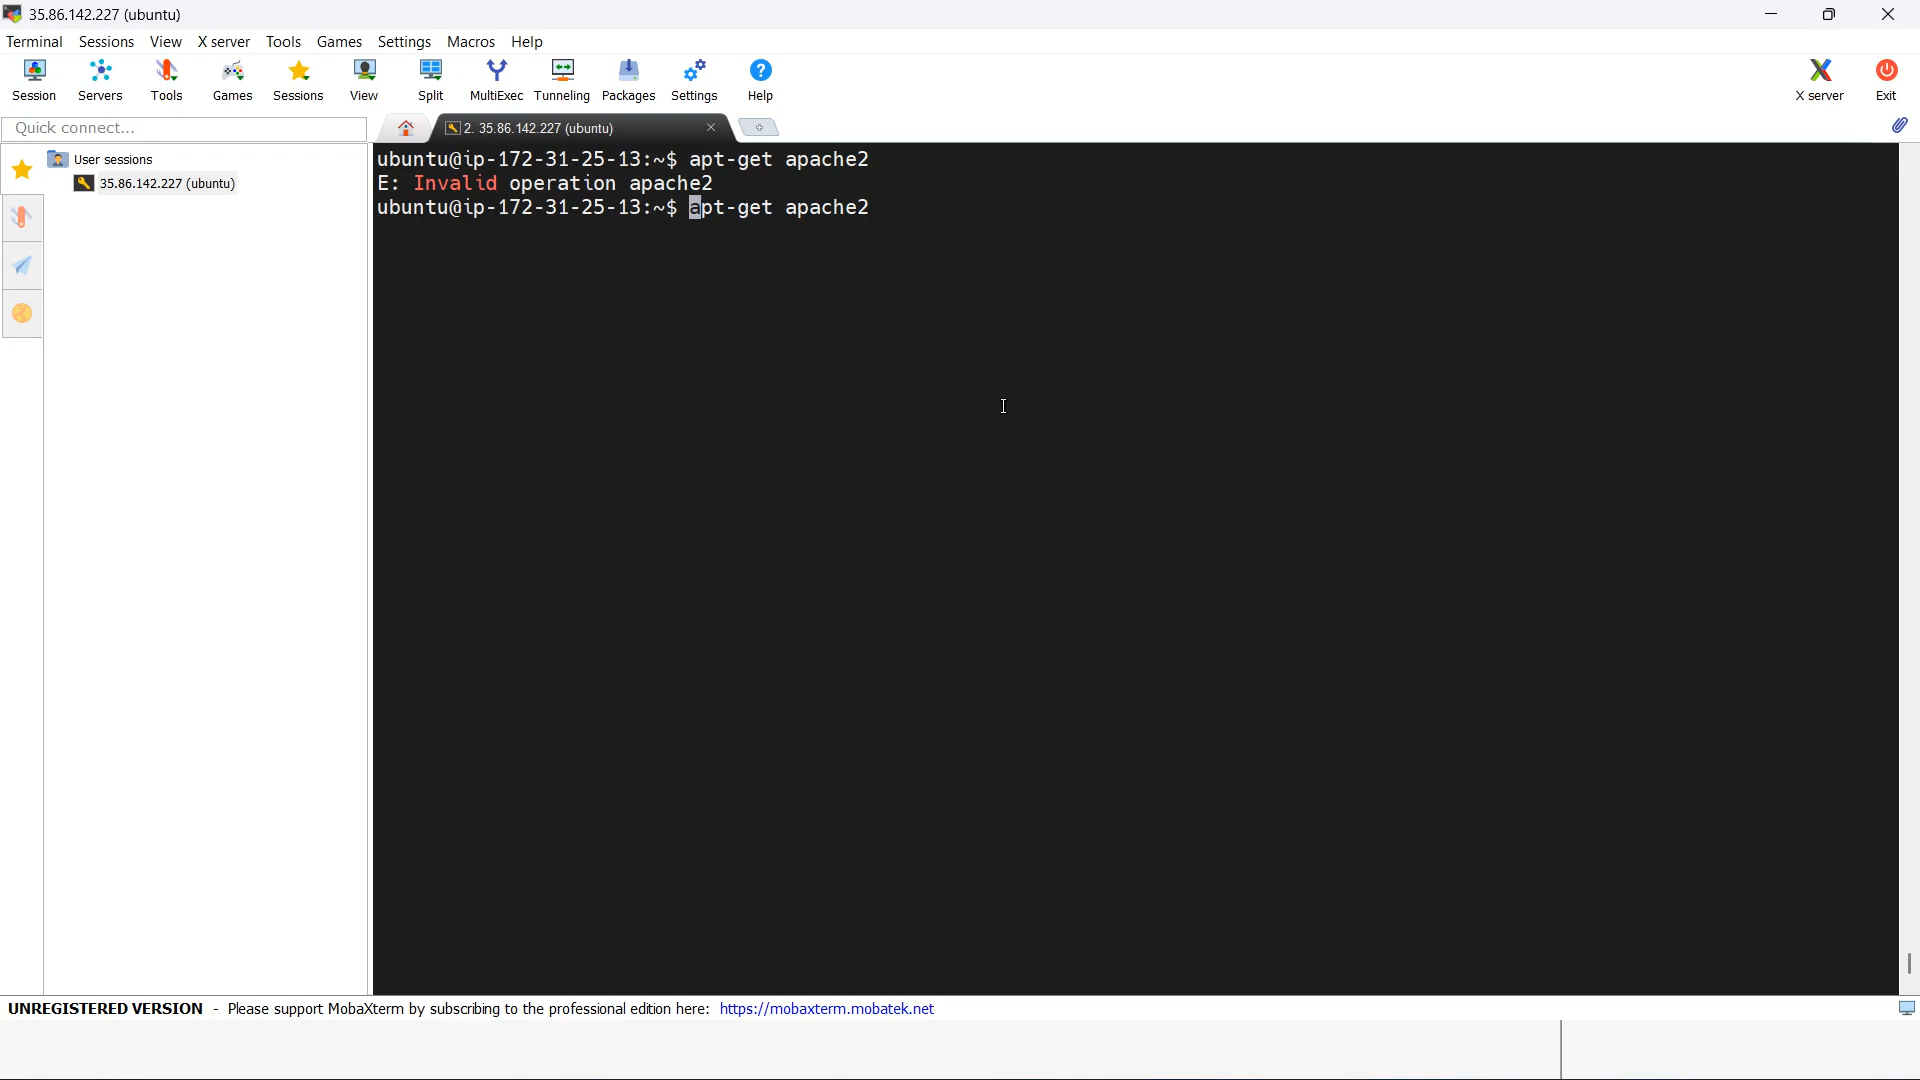 35.86.142.227 (ubuntu)
Terminal Sessions View X server Tools Games Settings Macros Help
Session Servers Tools Games Sessions View Split MultiExec Tunneling Packages Settings Help X server Exit
Quick connect...
2. 35.86.142.227 (ubuntu)
User sessions
35.86.142.227 (ubuntu)
ubuntu@ip-172-31-25-13:~$ apt-get apache2
E: Invalid operation apache2
ubuntu@ip-172-31-25-13:~$ apt-get apache2
UNREGISTERED VERSION - Please support MobaXterm by subscribing to the professional edition here: https://mobaxterm.mobatek.net